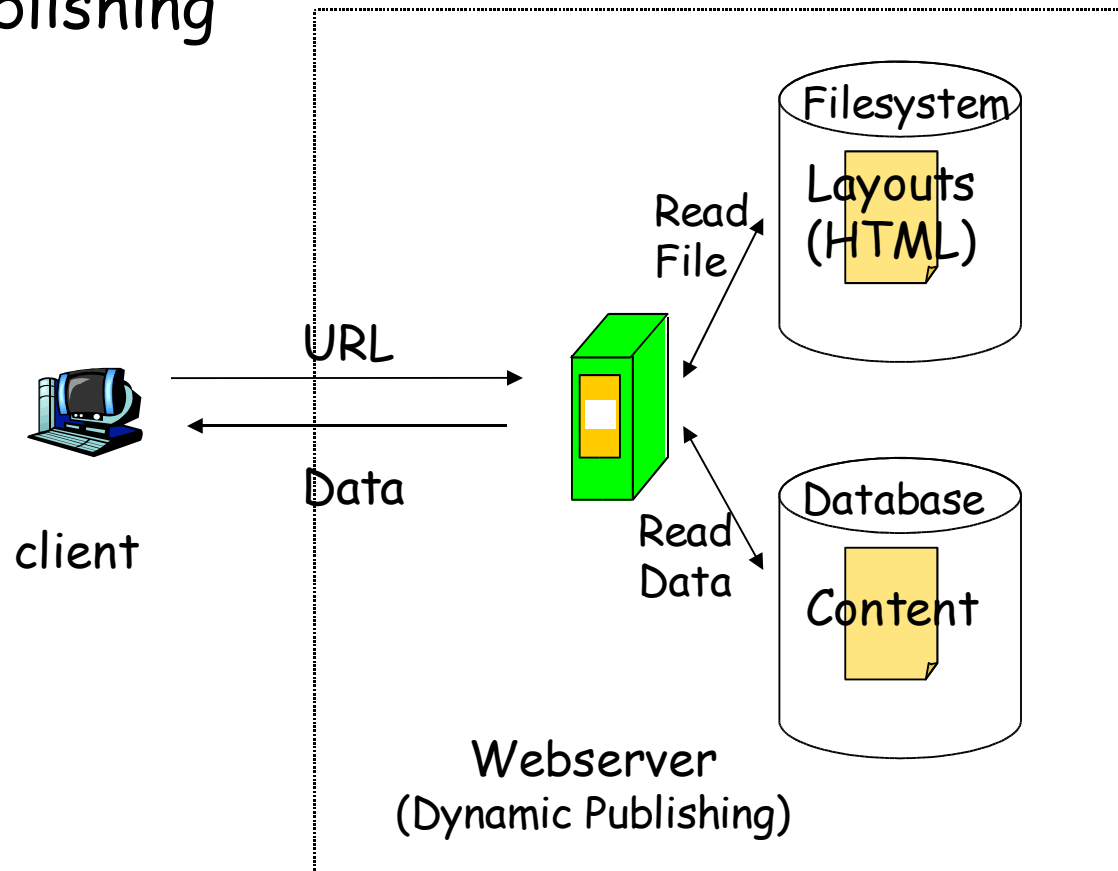 blishing
Filesystem
Layouts
(HTML)
Read
File
URL
Data
client
Read
Data
Database
Content
Webserver
(Dynamic Publishing)